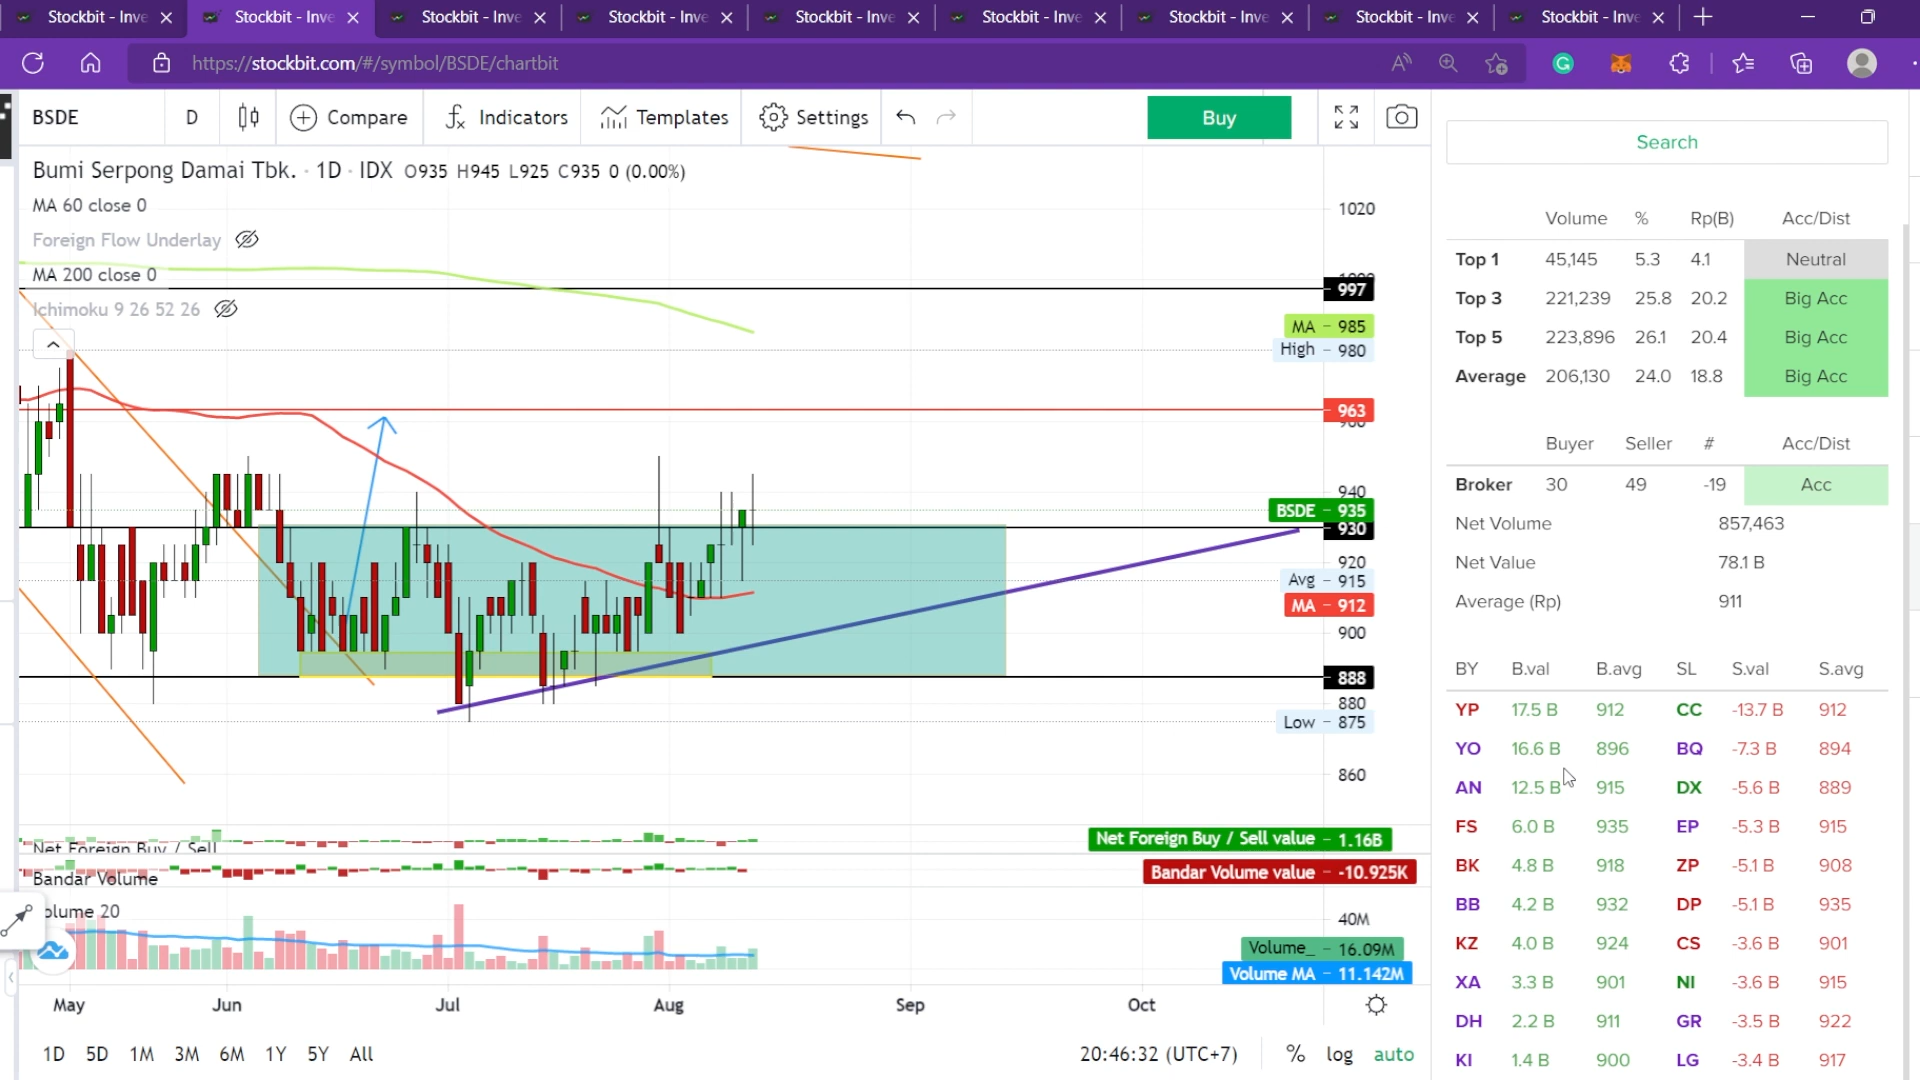 Stockbit - Inve
Stockbit - Inve
Stockbit - Inve
Stockbit - Inve
Stockbit - Inve
Stockbit - Inve
Stockbit - Inve
Stockbit - Inve
Stockbit - Inve
https://stockbit.com/#/symbol/BSDE/chartbit
BSDE D Compare Indicators Templates Settings Buy
Bumi Serpong Damai Tbk. · 1D · IDX O935 H945 L925 C935 0 (0.00%)
MA 60 close 0
Foreign Flow Underlay
MA 200 close 0
Ichimoku 9 26 52 26
1020
997
MA - 985
High - 980
963
960
940
BSDE - 935
930
920
Avg - 915
MA - 912
900
888
880
Low - 875
860
Net Foreign Buy / Sell
Net Foreign Buy / Sell value - 1.16B
Bandar Volume
Bandar Volume value - -10.925K
olume 20
40M
Volume_ - 16.09M
Volume MA - 11.142M
May Jun Jul Aug Sep Oct
1D 5D 1M 3M 6M 1Y 5Y All
20:46:32 (UTC+7) % log auto
Search
Volume % Rp(B) Acc/Dist
Top 1 45,145 5.3 4.1 Neutral
Top 3 221,239 25.8 20.2 Big Acc
Top 5 223,896 26.1 20.4 Big Acc
Average 206,130 24.0 18.8 Big Acc
Buyer Seller # Acc/Dist
Broker 30 49 -19 Acc
Net Volume 857,463
Net Value 78.1 B
Average (Rp) 911
BY B.val B.avg SL S.val S.avg
YP 17.5 B 912 CC -13.7 B 912
YO 16.6 B 896 BQ -7.3 B 894
AN 12.5 B 915 DX -5.6 B 889
FS 6.0 B 935 EP -5.3 B 915
BK 4.8 B 918 ZP -5.1 B 908
BB 4.2 B 932 DP -5.1 B 935
KZ 4.0 B 924 CS -3.6 B 901
XA 3.3 B 901 NI -3.6 B 915
DH 2.2 B 911 GR -3.5 B 922
KI 1.4 B 900 LG -3.4 B 917